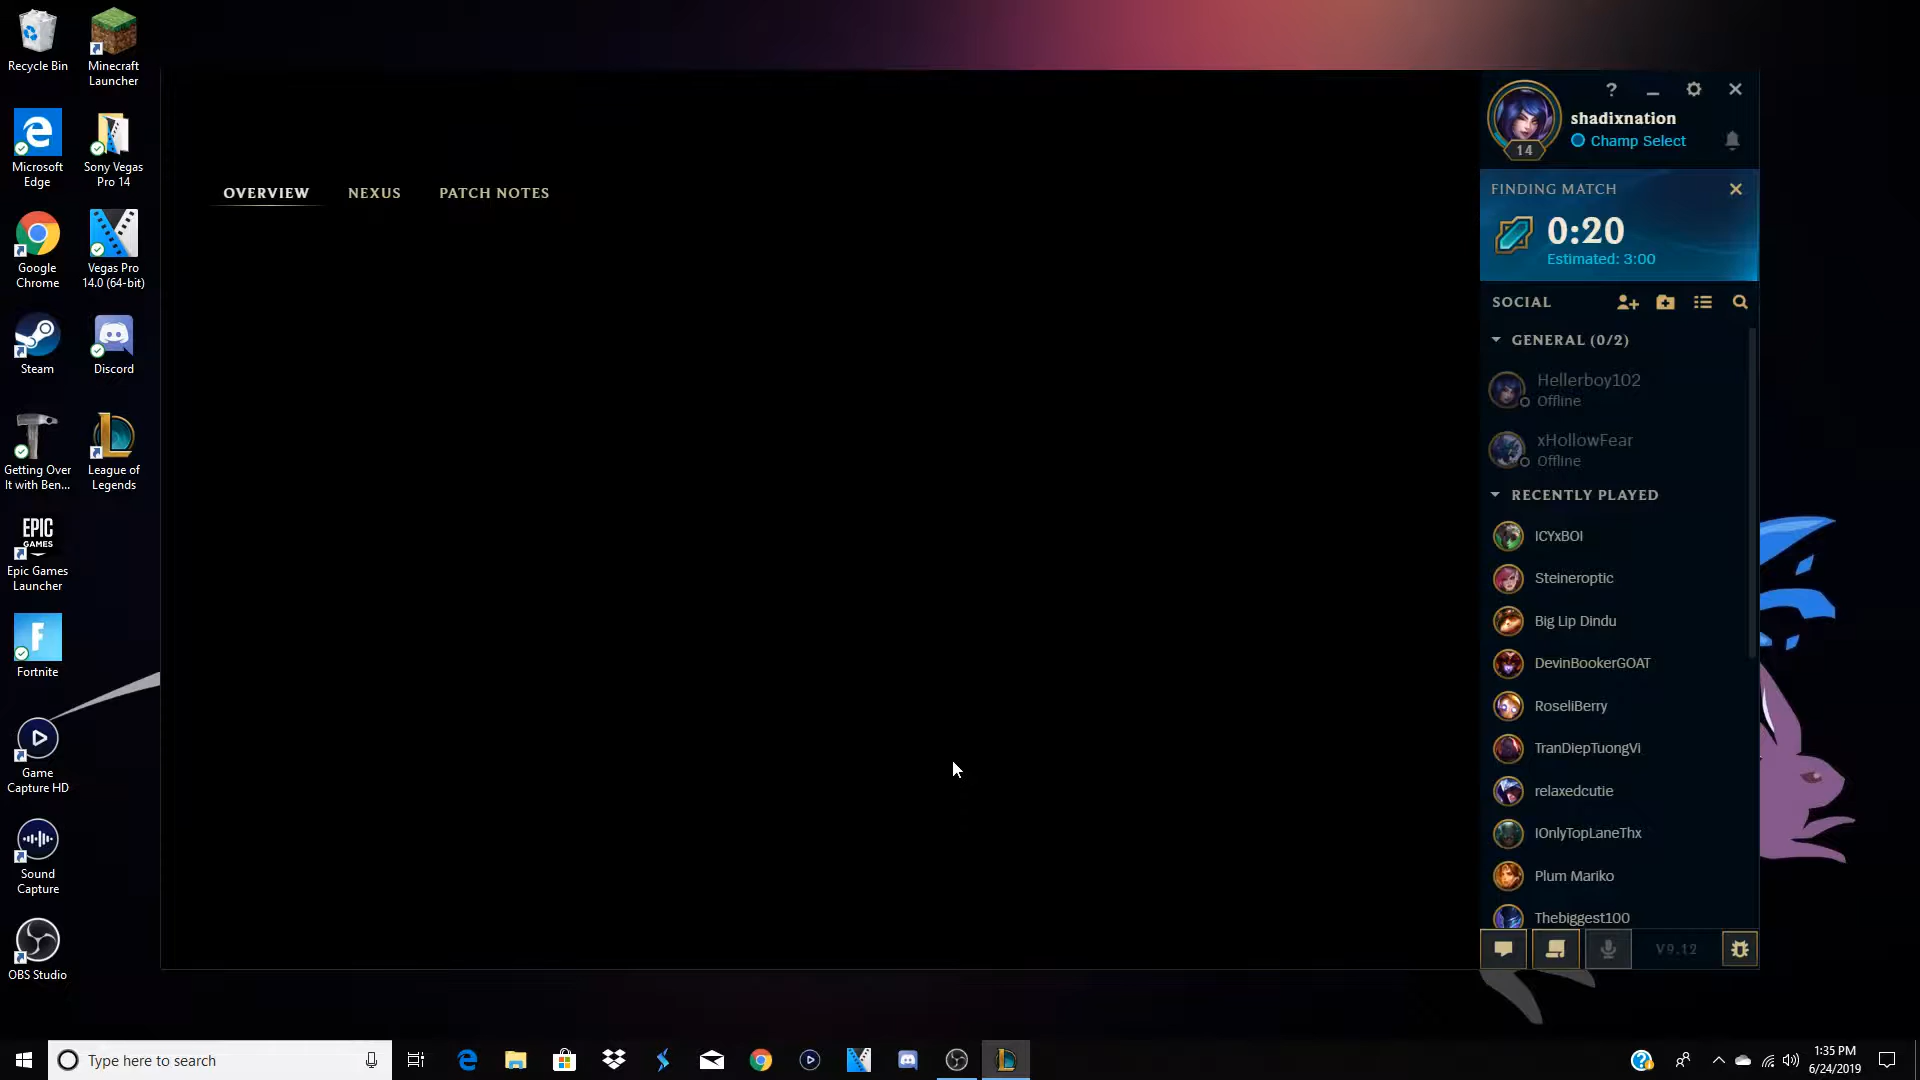 Recycle Bin
Minecraft Launcher
Microsoft Edge
Sony Vegas Pro 14
Google Chrome
Vegas Pro 14.0 (64-bit)
Steam
Discord
Getting Over It with Ben...
League of Legends
EPIC GAMES
Epic Games Launcher
Fortnite
Game Capture HD
Sound Capture
OBS Studio
OVERVIEW
NEXUS
PATCH NOTES
?
shadixnation
Champ Select
14
FINDING MATCH
0:20
Estimated: 3:00
SOCIAL
GENERAL (0/2)
Hellerboy102
Offline
xHollowFear
Offline
RECENTLY PLAYED
ICYxBOI
Steineroptic
Big Lip Dindu
DevinBookerGOAT
RoseliBerry
TranDiepTuongVi
relaxedcutie
IOnlyTopLaneThx
Plum Mariko
Thebiggest100
V9.12
Type here to search
1:35 PM
6/24/2019